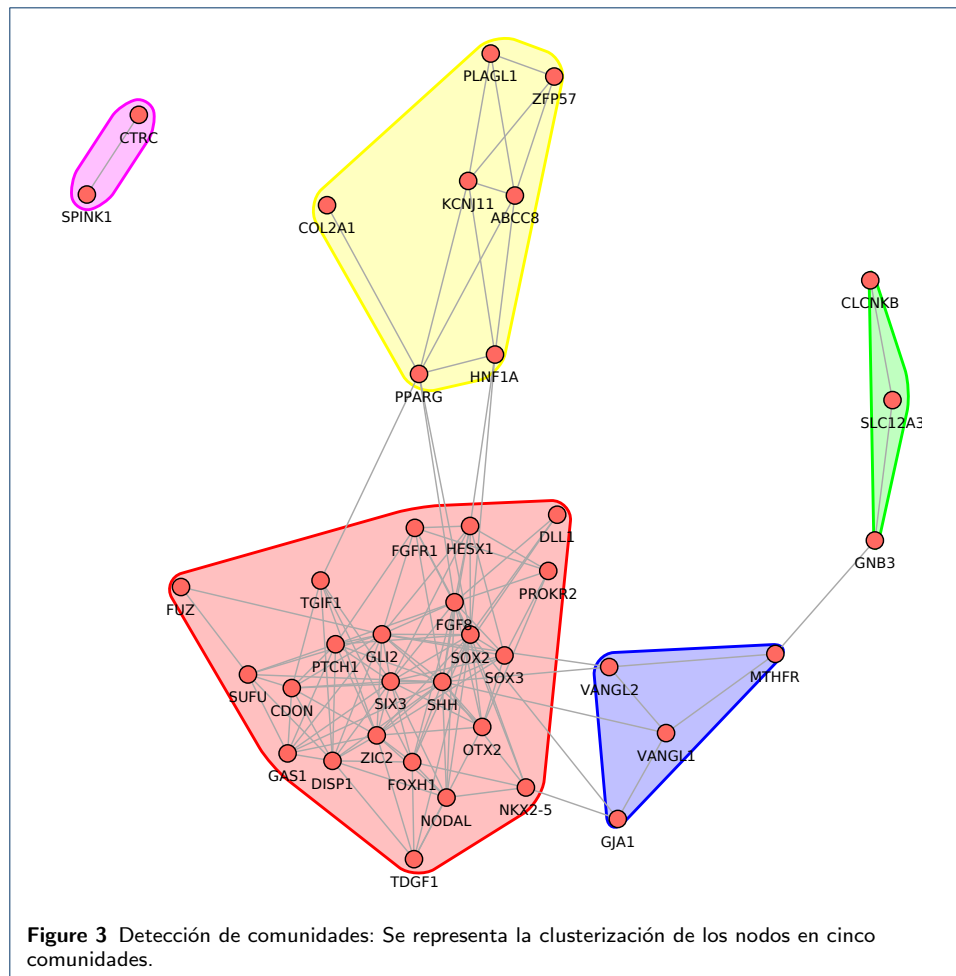 PLAGL1
ZFP57
CTRC
KCNJ11
ABCC8
SPINK1
COL2A1
CLCNKB
HNF1A
PPARG
SLC12A3
DLL1
FGFR1
HESX1
GNB3
PROKR2
FUZ
TGIF1
FGF8
GLI2
SOX2
PTCH1
SOX3
MTHFR
SUFU
VANGL2
CDON
SIX3
SHH
OTX2
VANGL1
ZIC2
GAS1
DISP1
FOXH1
NODAL
NKX2-5
GJA1
TDGF1
Figure 3 Detección de comunidades: Se representa la clusterización de los nodos en cinco
comunidades.